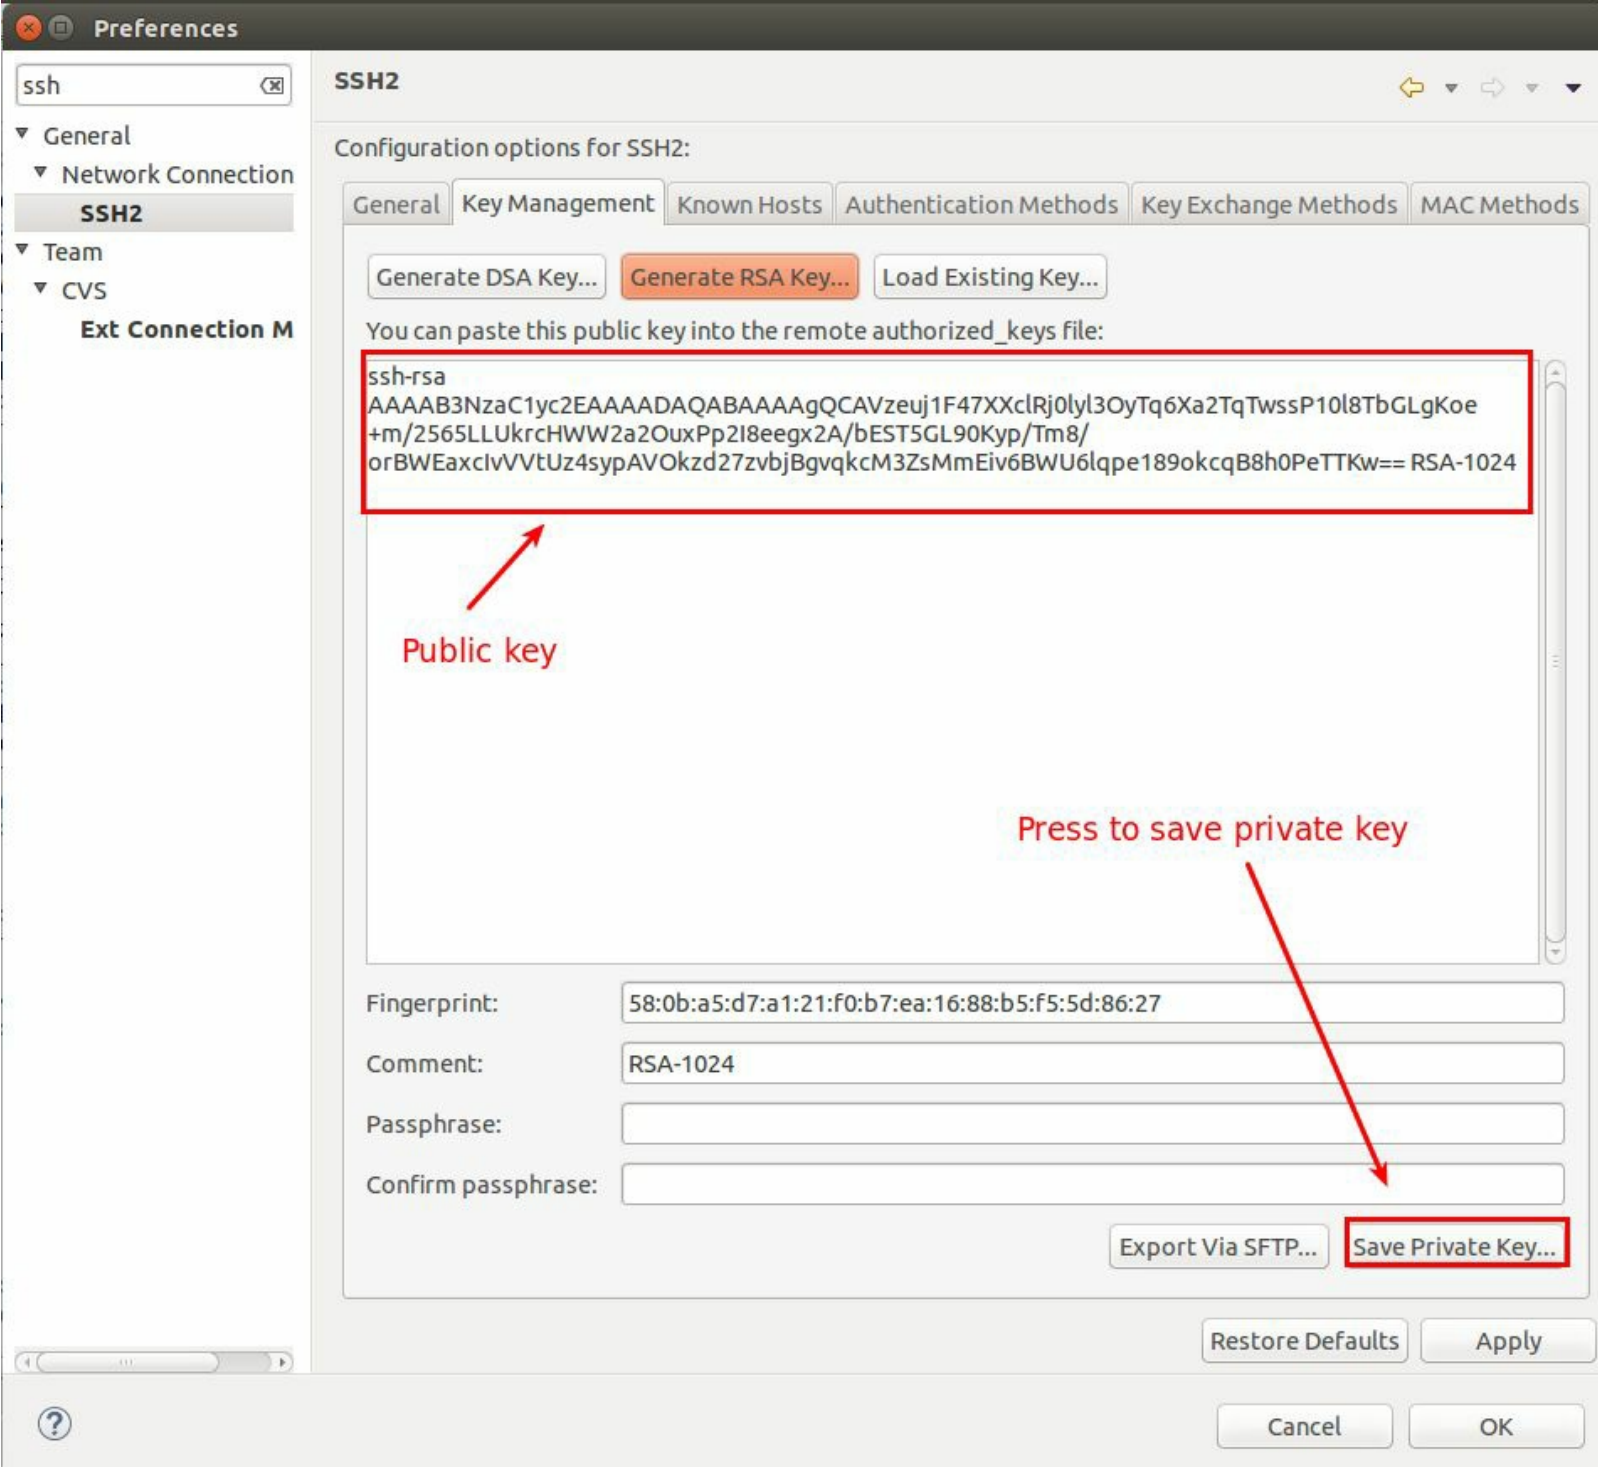 Preferences
ssh
General
Network Connection
SSH2
Team
CVS
Ext Connection M
SSH2
Configuration options for SSH2:
General
Key Management
Known Hosts
Authentication Methods
Key Exchange Methods
MAC Methods
Generate DSA Key...
Generate RSA Key...
Load Existing Key...
You can paste this public key into the remote authorized_keys file:
ssh-rsa
AAAAB3NzaC1yc2EAAAADAQABAAAAgQCAVzeuj1F47XXclRj0lyl3OyTq6Xa2TqTwssP10l8TbGLgKoe
+m/2565LLUkrcHWW2a2OuxPp2I8eegx2A/bEST5GL90Kyp/Tm8/
orBWEaxcIvVVtUz4sypAVOkzd27zvbjBgvqkcM3ZsMmEiv6BWU6lqpe189okcqB8h0PeTTKw== RSA-1024
Public key
Press to save private key
Fingerprint:
58:0b:a5:d7:a1:21:f0:b7:ea:16:88:b5:f5:5d:86:27
Comment:
RSA-1024
Passphrase:
Confirm passphrase:
Export Via SFTP...
Save Private Key...
Restore Defaults
Apply
Cancel
OK